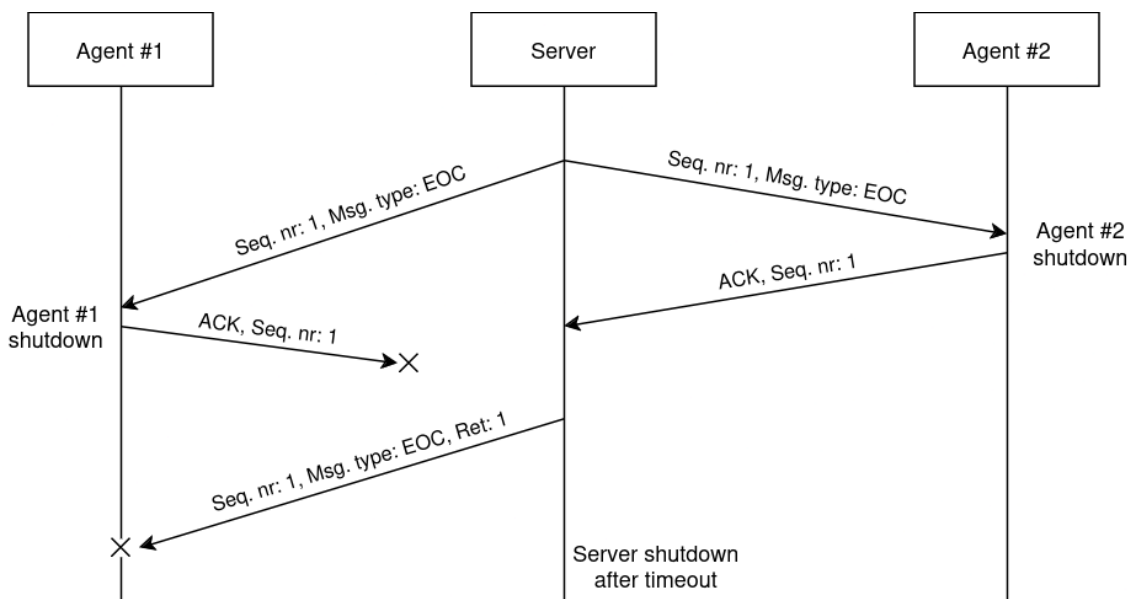 Agent #1
Server
Agent #2
Seq. nr: 1, Msg. type: EOC
Seq. nr: 1, Msg. type: EOC
Agent #2
shutdown
ACK, Seq. nr: 1
Agent #1
shutdown
ACK, Seq. nr: 1
Seq. nr: 1, Msg. type: EOC, Ret: 1
Server shutdown
after timeout